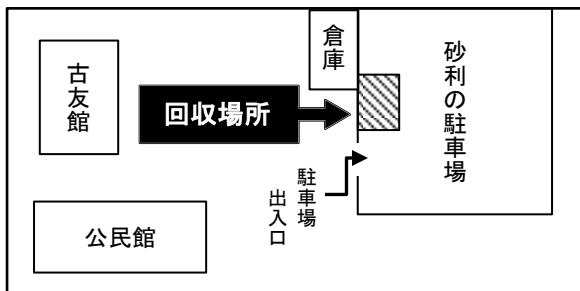 倉庫
砂利の駐車場
古友館
回収場所
駐車場
出入口
公民館